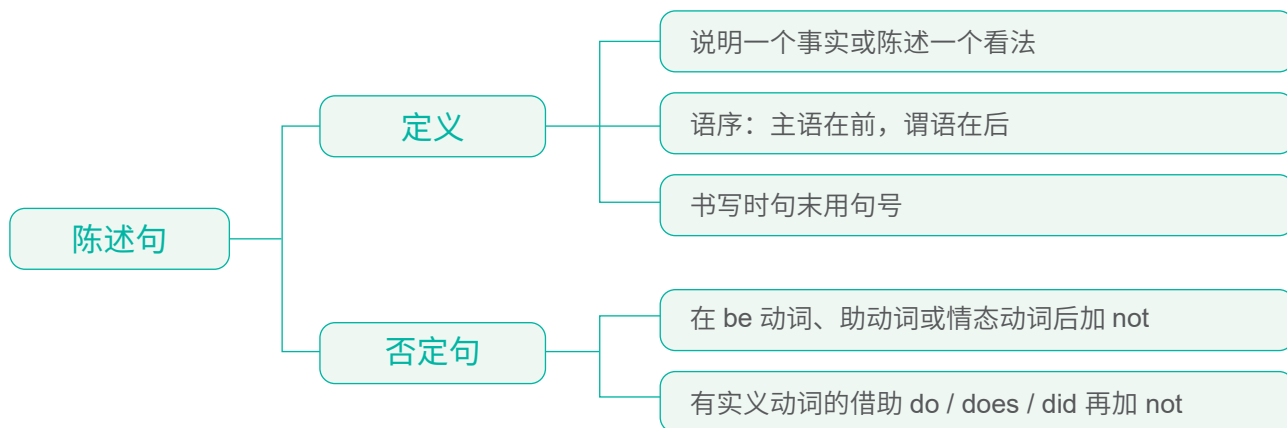 陈述句
定义
说明一个事实或陈述一个看法
语序：主语在前，谓语在后
书写时句末用句号
否定句
在 be 动词、助动词或情态动词后加 not
有实义动词的借助 do / does / did 再加 not